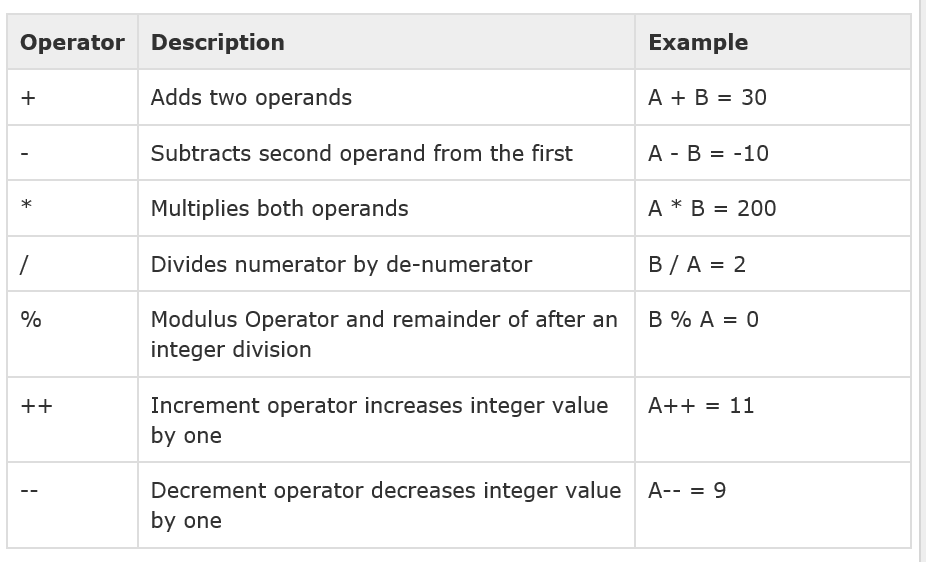 Operator Description Example
+ Adds two operands A + B = 30
- Subtracts second operand from the first A - B = -10
* Multiplies both operands A * B = 200
/ Divides numerator by de-numerator B / A = 2
% Modulus Operator and remainder of after an B % A = 0
integer division
++ Increment operator increases integer value A++ = 11
by one
-- Decrement operator decreases integer value A-- = 9
by one